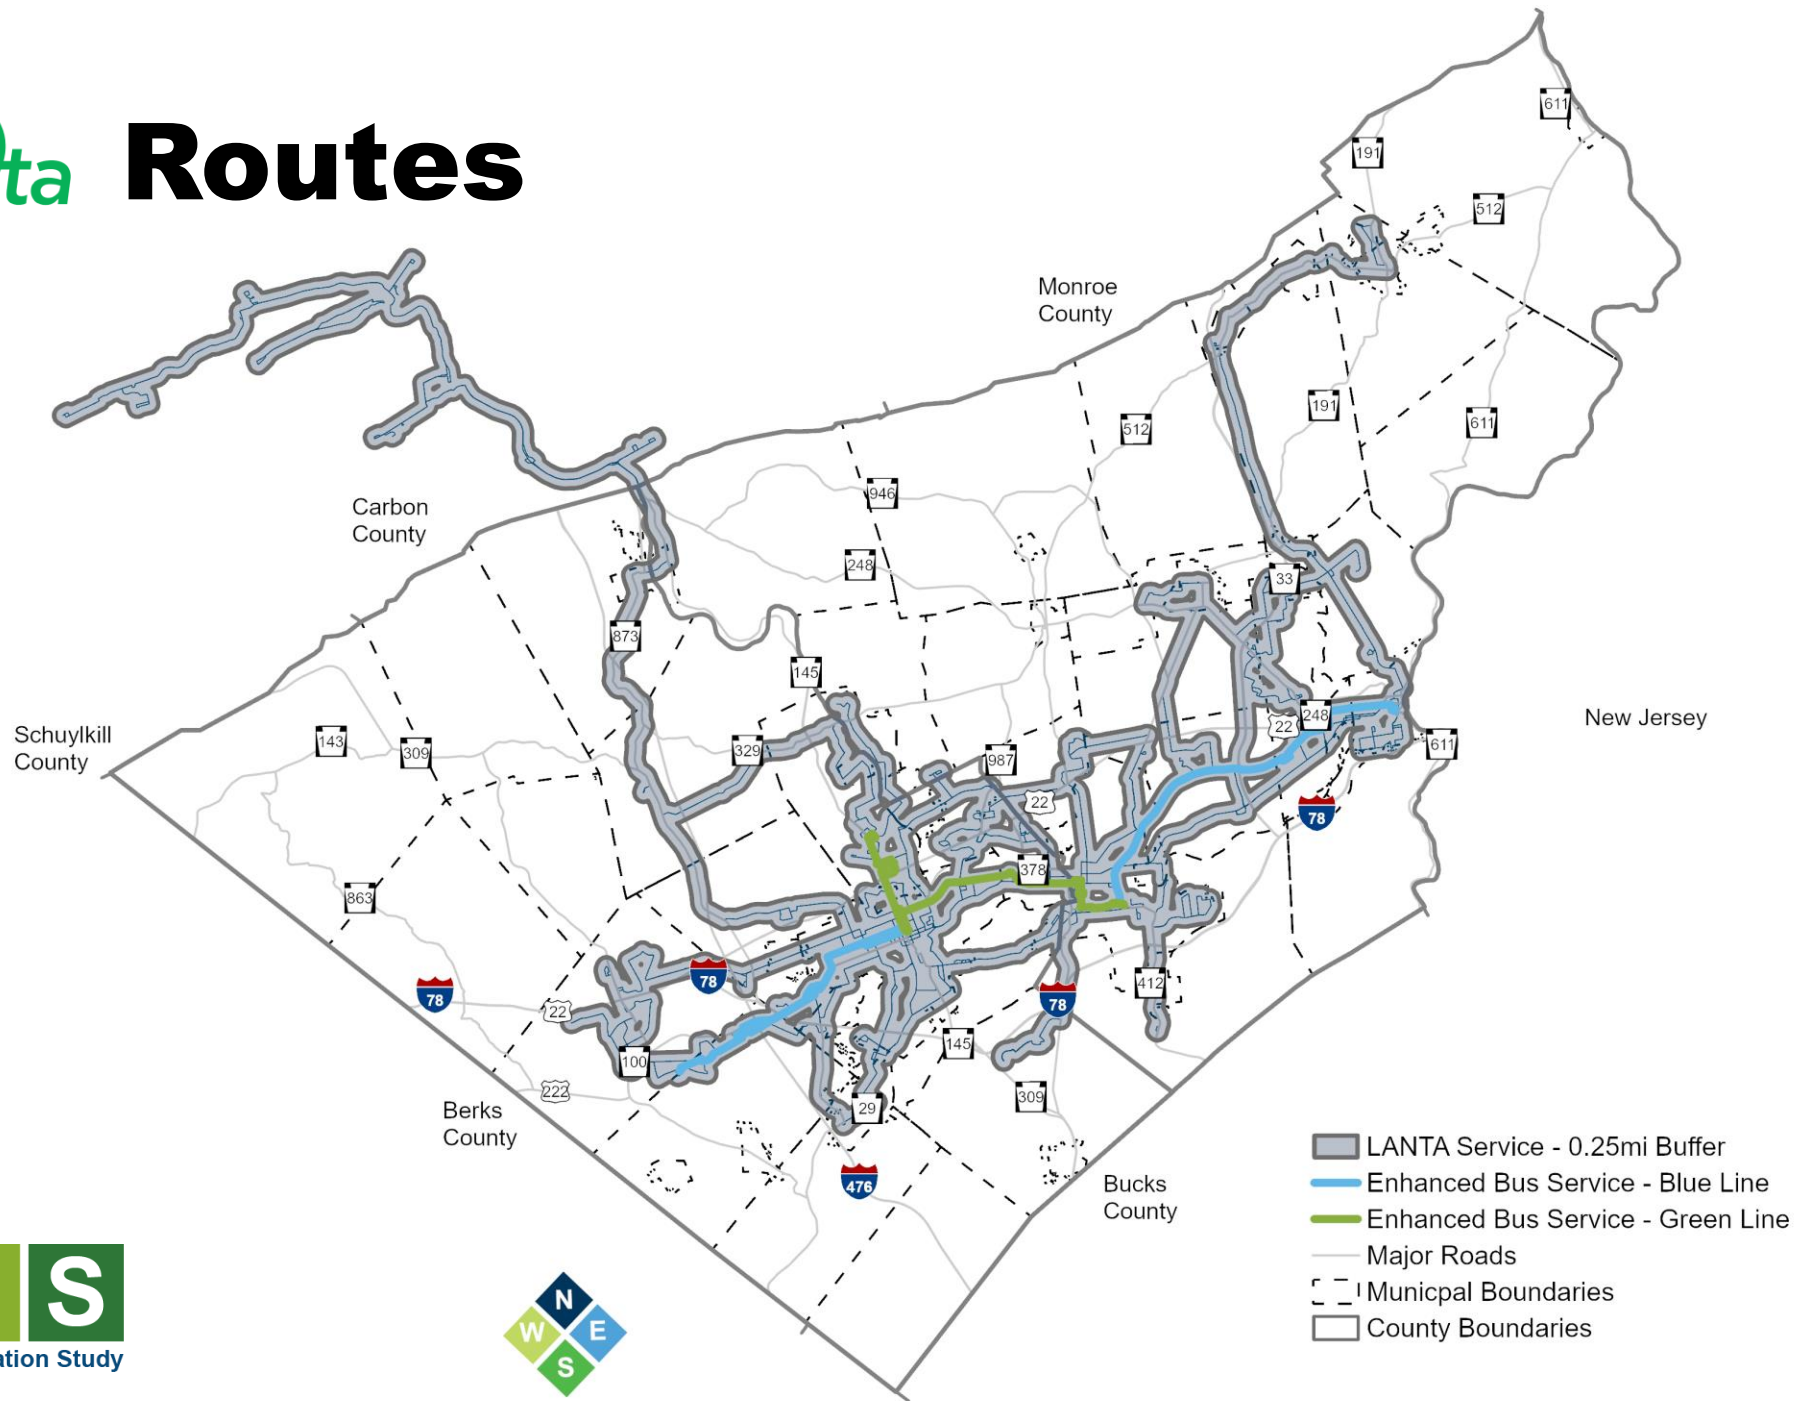 ta Routes
611
191
512
Monroe
County
191
611
512
946
Carbon
County
248
33
873
145
248
New Jersey
22
Schuylkill
County
143
309
329
611
987
22
78
378
863
78
412
78
78
22
145
100
309
222
29
Berks
County
476
Bucks
County
LANTA Service - 0.25mi Buffer
Enhanced Bus Service - Blue Line
Enhanced Bus Service - Green Line
Major Roads
Municpal Boundaries
County Boundaries
S
ation Study
N
W E
S